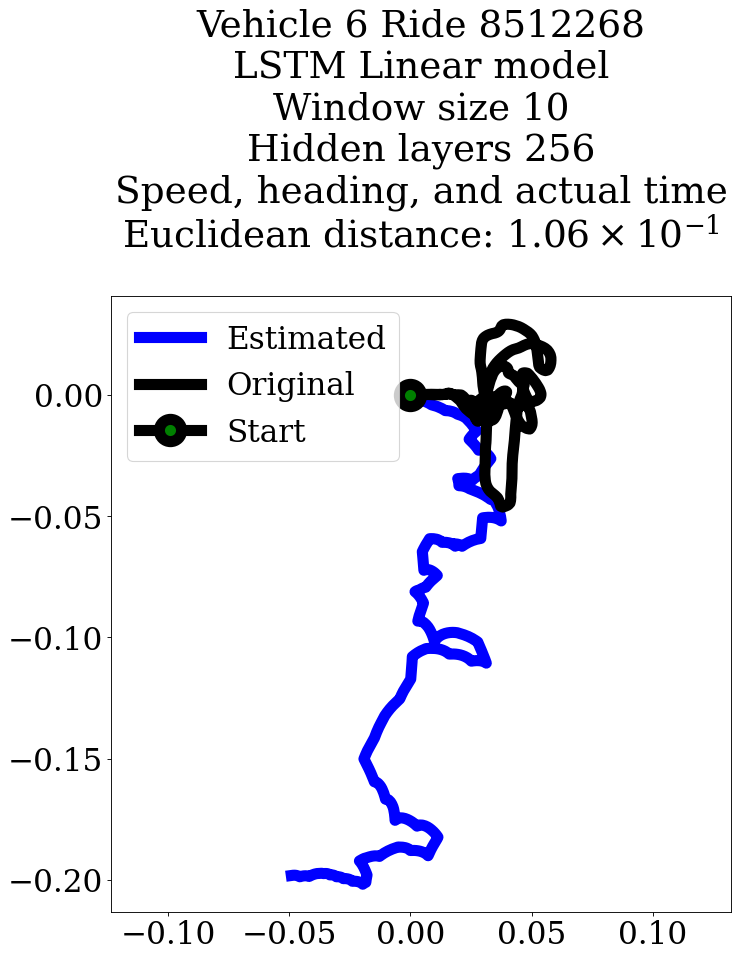 Vehicle 6 Ride 8512268
LSTM Linear model
Window size 10
Hidden layers 256
Speed, heading, and actual time
Euclidean distance: 1.06 × 10⁻¹
Estimated
Original
Start
0.00
−0.05
−0.10
−0.15
−0.20
−0.10 −0.05 0.00 0.05 0.10